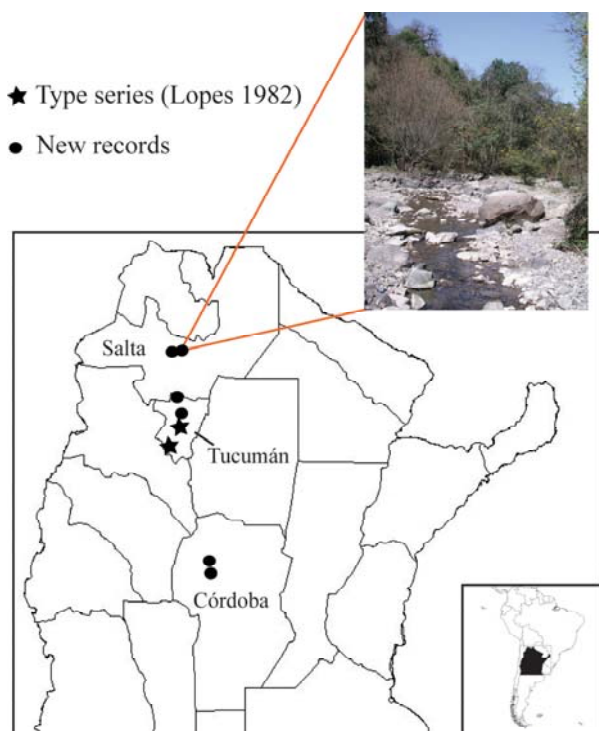 Type series (Lopes 1982)
New records
Salta
Tucumán
Córdoba